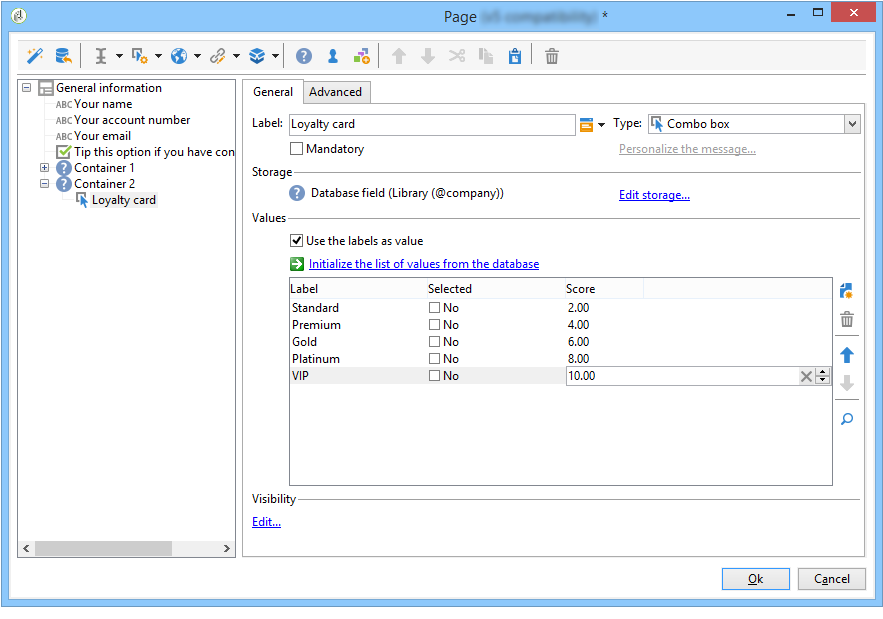 Page *
General Advanced
General information
ABC Your name
ABC Your account number
ABC Your email
Tip this option if you have con
Container 1
Container 2
Loyalty card
Label: Loyalty card Type: Combo box
Mandatory Personalize the message...
Storage
Database field (Library (@company)) Edit storage...
Values
Use the labels as value
Initialize the list of values from the database
Label Selected Score
Standard No 2.00
Premium No 4.00
Gold No 6.00
Platinum No 8.00
VIP No 10.00
Visibility
Edit...
Ok Cancel